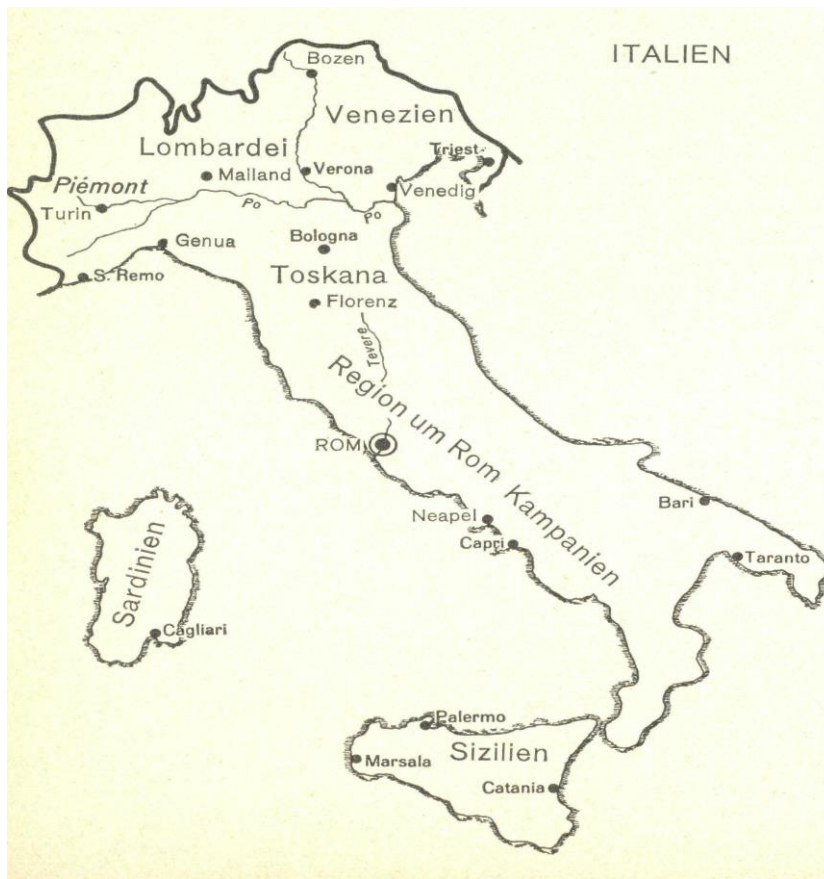 ITALIEN
Bozen
Venezien
Lombardei
Triest
Mailand
Verona
Piémont
Venedig
Turin
Po
Po
Genua
Bologna
S. Remo
Toskana
Florenz
Tevere
Region um Rom
ROM
Kampanien
Bari
Neapel
Capri
Taranto
Sardinien
Cagliari
Palermo
Sizilien
Marsala
Catania